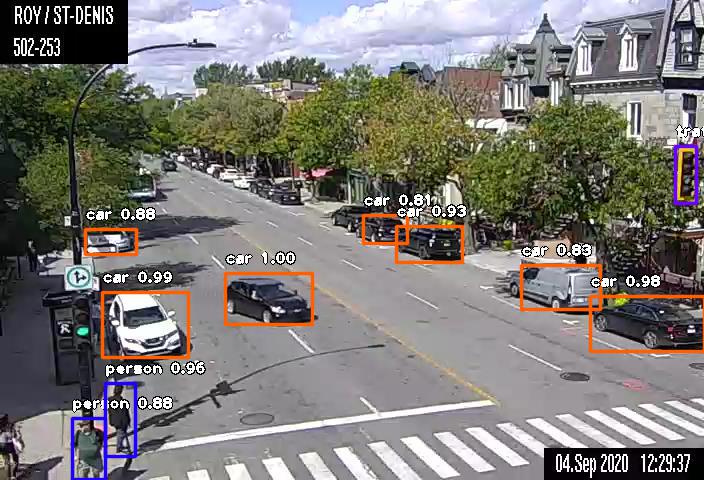 ROY / ST-DENIS
502-253
car 0.88
car 0.81
car 0.93
car 1.00
car 0.83
car 0.99
car 0.98
person 0.96
person 0.88
04.Sep 2020 12:29:37